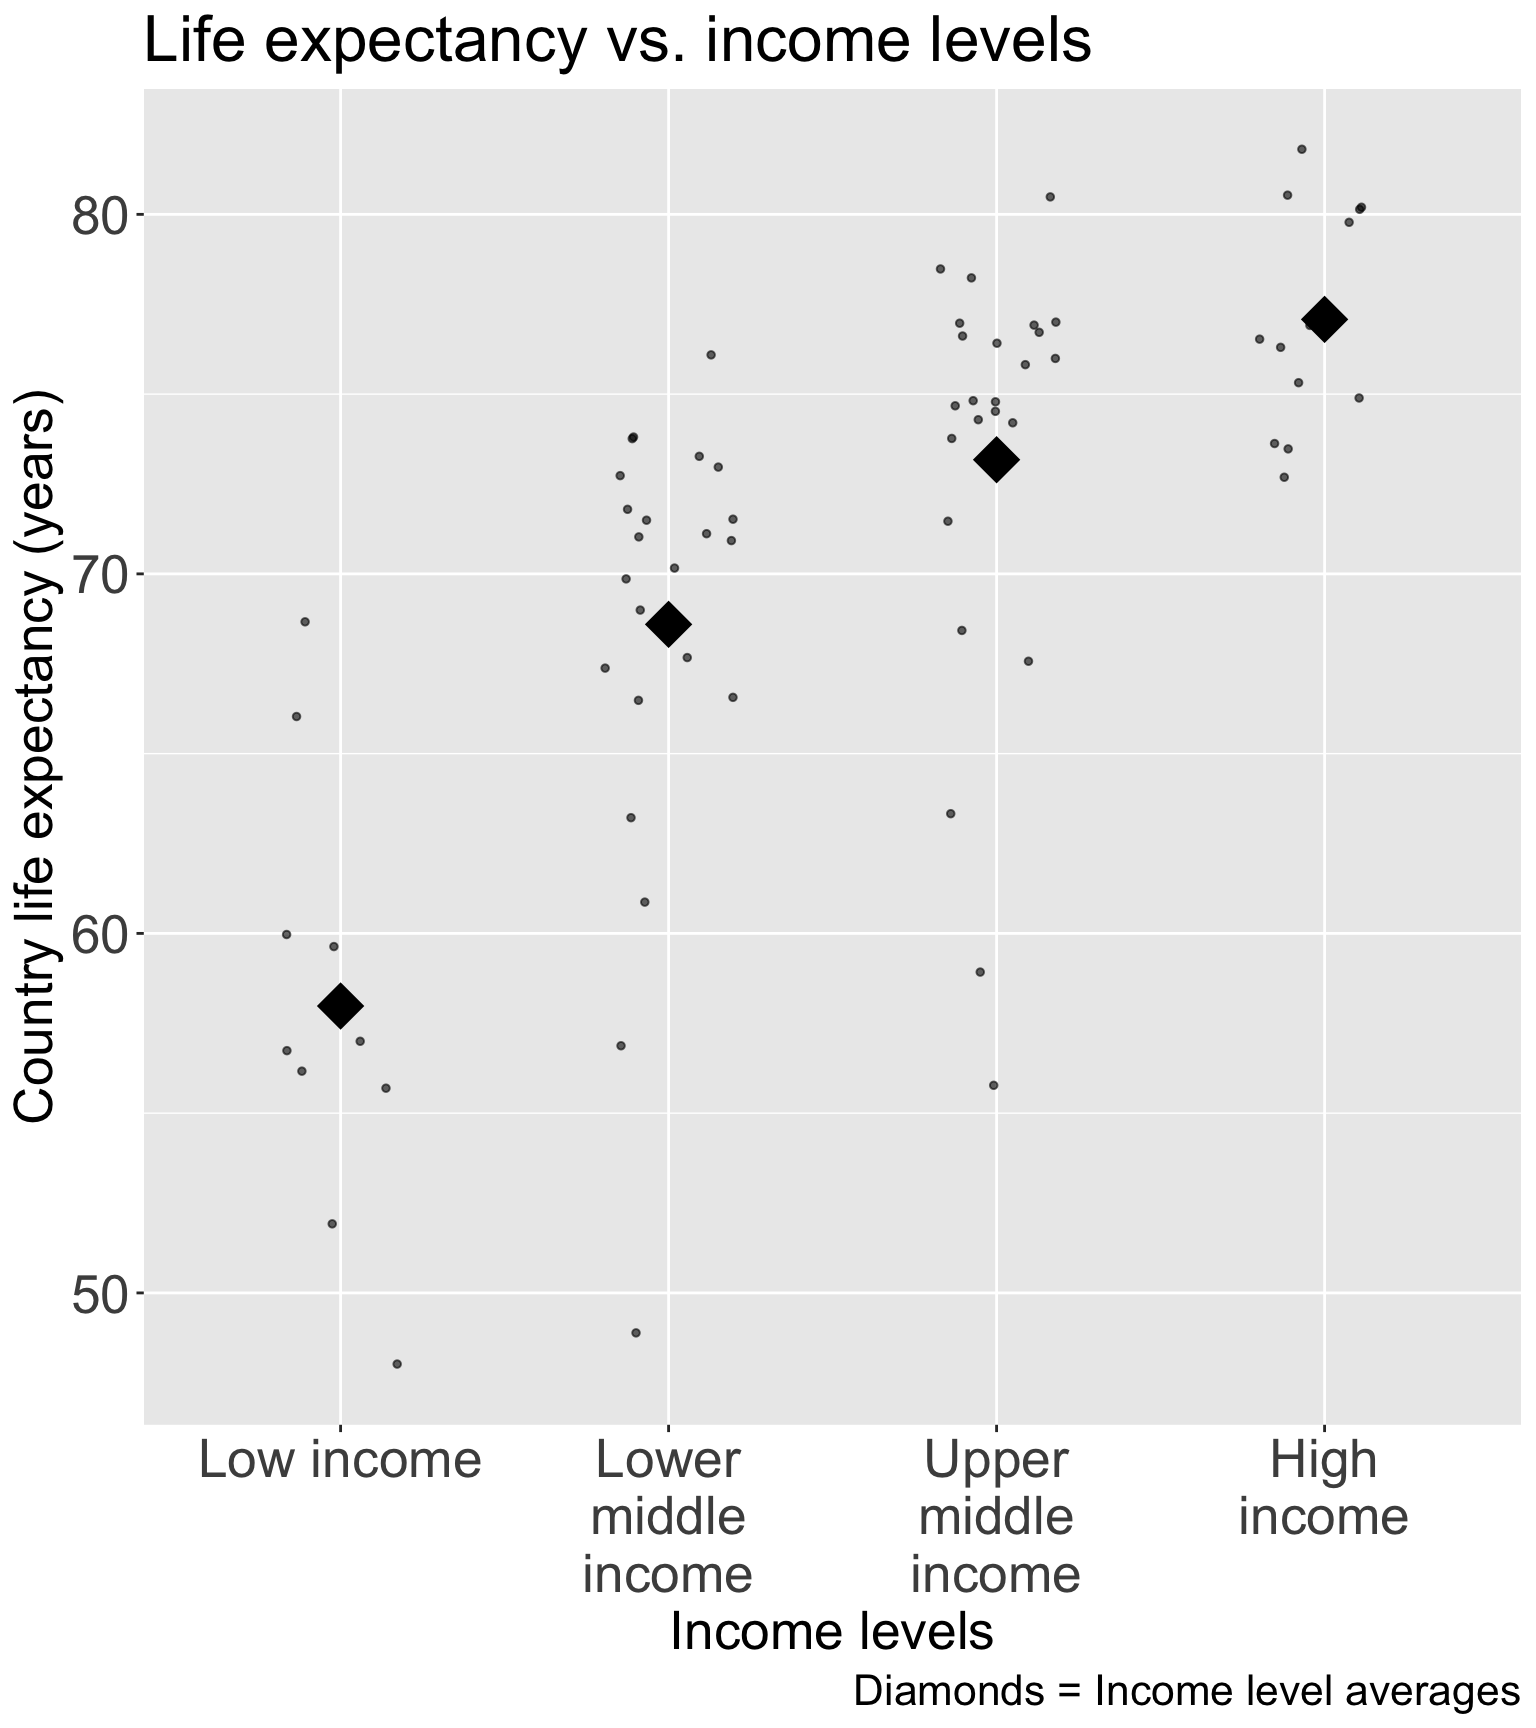 Life expectancy vs. income levels
Country life expectancy (years)
80
70
60
50
Low income
Lower
middle
income
Upper
middle
income
High
income
Income levels
Diamonds = Income level averages